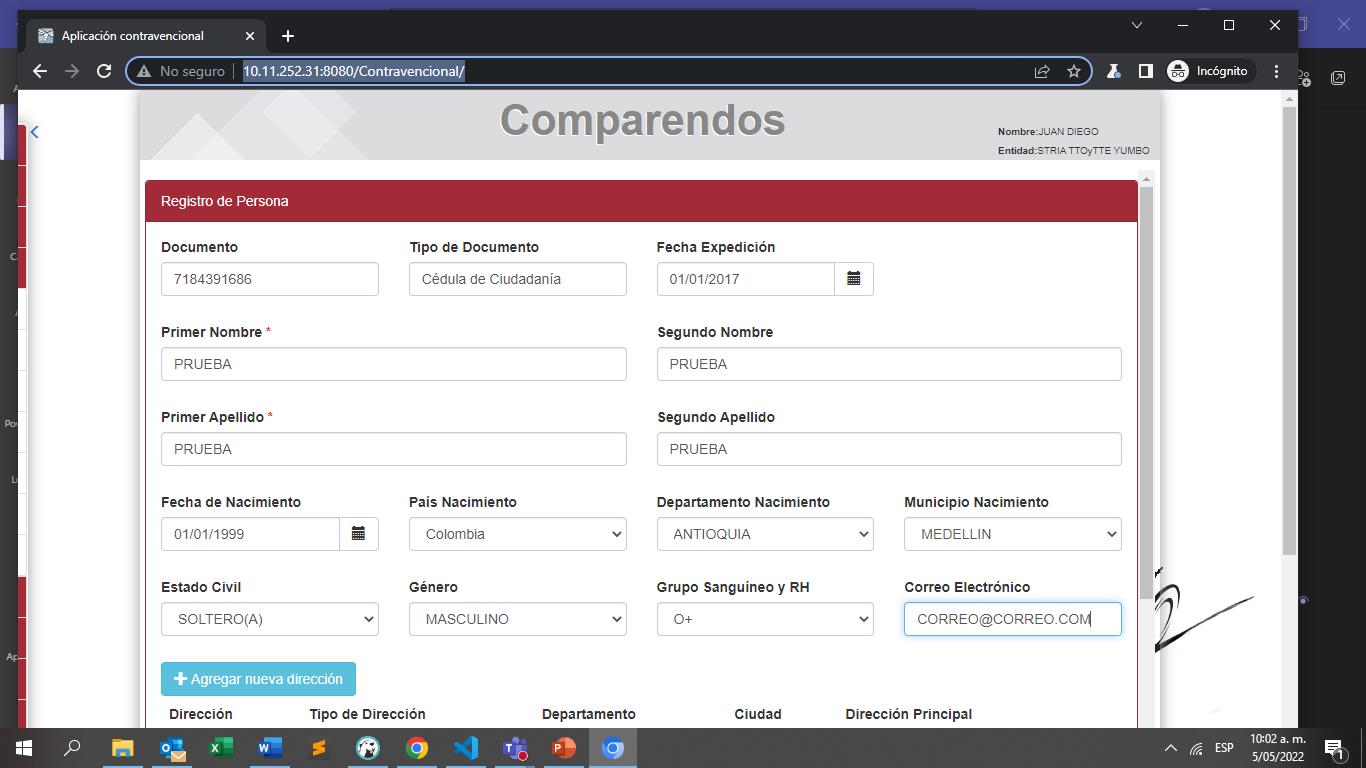 Aplicación contravencional
No seguro
10.11.252.31:8080/Contravencional/
Incógnito
Comparendos
Nombre:JUAN DIEGO
Entidad:STRIA TTOyTTE YUMBO
Registro de Persona
Documento
Tipo de Documento
Fecha Expedición
7184391686
Cédula de Ciudadanía
01/01/2017
Primer Nombre *
Segundo Nombre
PRUEBA
PRUEBA
Primer Apellido *
Segundo Apellido
PRUEBA
PRUEBA
Fecha de Nacimiento
País Nacimiento
Departamento Nacimiento
Municipio Nacimiento
01/01/1999
Colombia
ANTIOQUIA
MEDELLIN
Estado Civil
Género
Grupo Sanguíneo y RH
Correo Electrónico
SOLTERO(A)
MASCULINO
O+
CORREO@CORREO.COM
Agregar nueva dirección
Dirección
Tipo de Dirección
Departamento
Ciudad
Dirección Principal
ESP
10:02 a. m.
5/05/2022
1